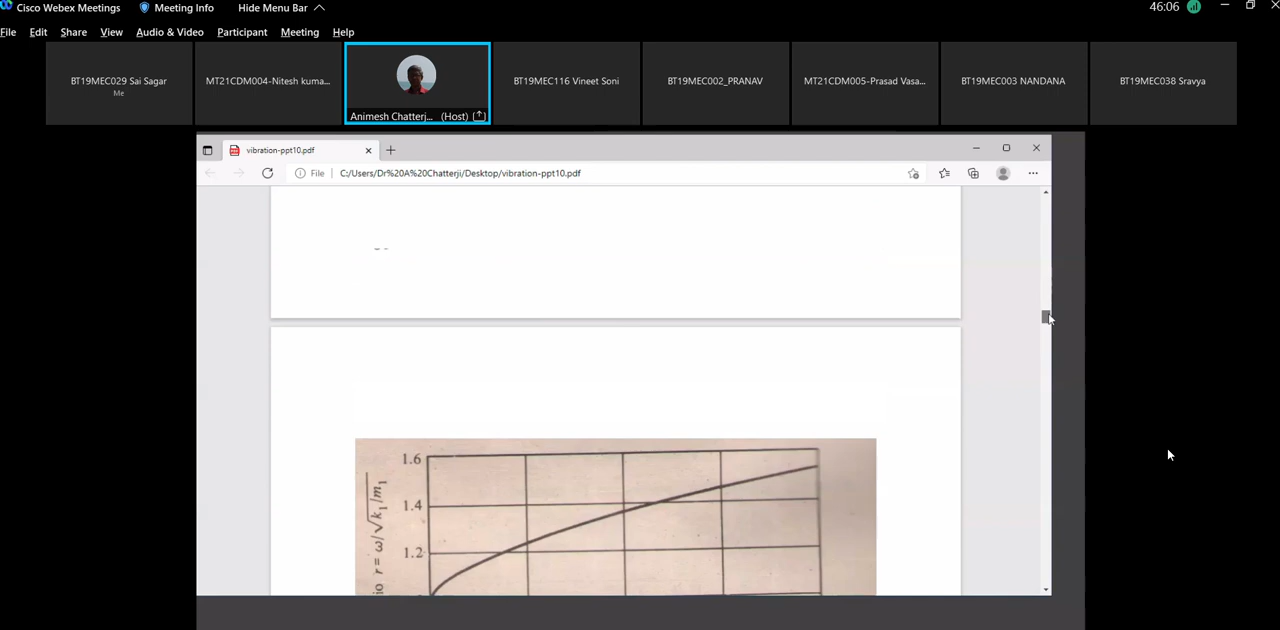 Cisco Webex Meetings Meeting Info Hide Menu Bar 46:06
File Edit Share View Audio & Video Participant Meeting Help
BT19MEC029 Sai Sagar
Me
MT21CDM004-Nitesh kuma...
Animesh Chatterj... (Host)
BT19MEC116 Vineet Soni
BT19MEC002_PRANAV
MT21CDM005-Prasad Vasa...
BT19MEC003 NANDANA
BT19MEC038 Sravya
vibration-ppt10.pdf
File C:/Users/Dr%20A%20Chatterji/Desktop/vibration-ppt10.pdf
1.6
1.4
1.2
io r = ω/√k₁/m₁